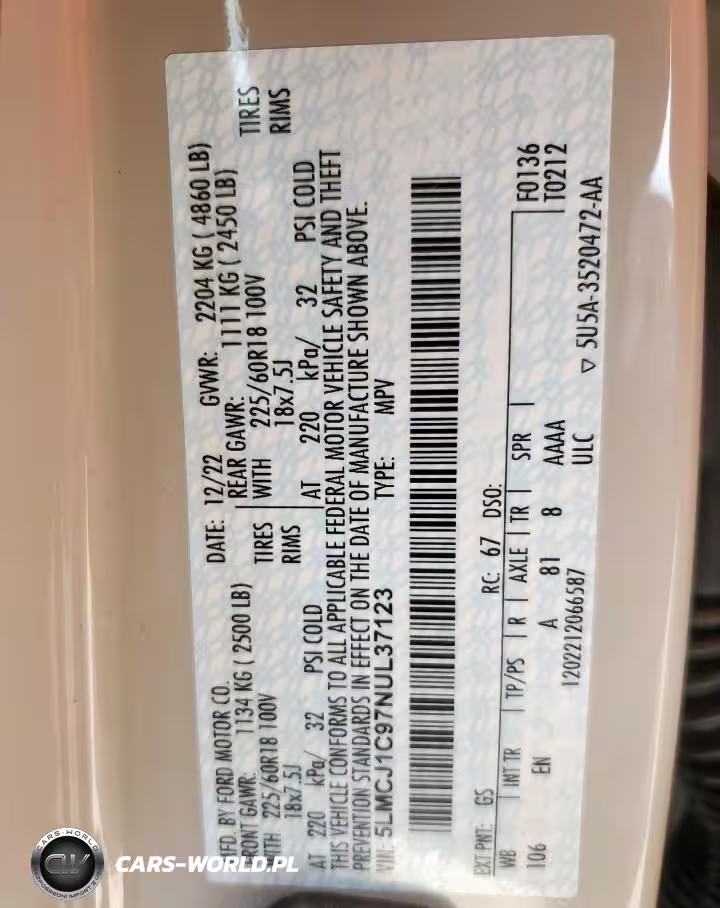 MFD. BY FORD MOTOR CO. DATE: 12/22 GVWR: 2204 KG ( 4860 LB)
FRONT GAWR: 1134 KG ( 2500 LB) REAR GAWR: 1111 KG ( 2450 LB)
WITH 225/60R18 100V TIRES WITH 225/60R18 100V TIRES
18x7.5J RIMS 18x7.5J RIMS
AT 220 kPa/ 32 PSI COLD AT 220 kPa/ 32 PSI COLD
THIS VEHICLE CONFORMS TO ALL APPLICABLE FEDERAL MOTOR VEHICLE SAFETY AND THEFT
PREVENTION STANDARDS IN EFFECT ON THE DATE OF MANUFACTURE SHOWN ABOVE.
VIN: 5LMCJ1C97NUL37123 TYPE: MPV
EXT PNT: GS RC: 67 DSO: F0136
WB INT TR TP/PS R AXLE TR SPR T0212
106 EN A 81 8 AAAA
1202212066587 ULC
▽ 5U5A-3520472-AA
CARS-WORLD
CW
CARS-WORLD.PL